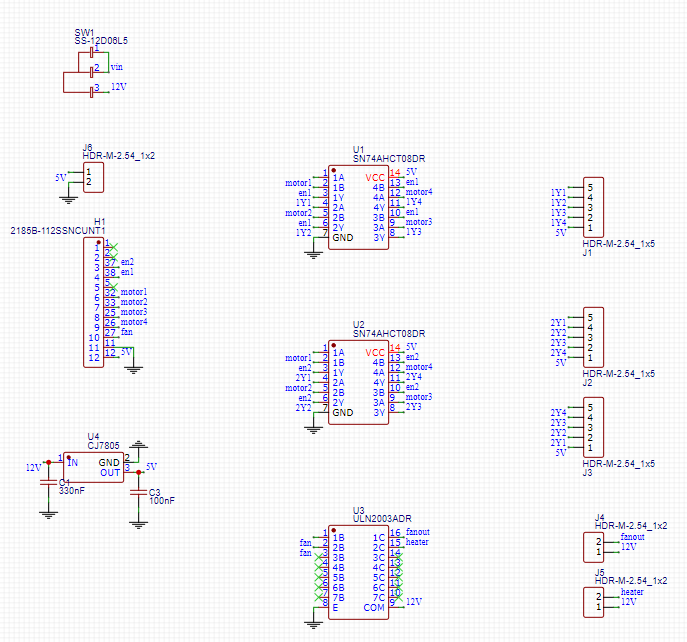 SW1
SS-12D06L5
1
2
vin
3
12V
J6
HDR-M-2.54_1x2
5V
1
2
H1
2185B-112SSNCUNT1
1 1
2 2
3 37 en2
4 38 en1
5 5
6 32 motor1
7 33 motor2
8 25 motor3
9 26 motor4
10 27 fan
11 11
12 12 5V
U4
CJ7805
12V
1
IN
GND
2
OUT
3
5V
C1
330nF
C3
100nF
U1
SN74AHCT08DR
1 1A VCC 14 5V
motor1 2 1B 4B 13 en1
en1 3 1Y 4A 12 motor4
1Y1 4 2A 4Y 11 1Y4
motor2 5 2B 3B 10 en1
en1 6 2Y 3A 9 motor3
1Y2 7 GND 3Y 8 1Y3
U2
SN74AHCT08DR
1 1A VCC 14 5V
motor1 2 1B 4B 13 en2
en2 3 1Y 4A 12 motor4
2Y1 4 2A 4Y 11 2Y4
motor2 5 2B 3B 10 en2
en2 6 2Y 3A 9 motor3
2Y2 7 GND 3Y 8 2Y3
U3
ULN2003ADR
1 1B 1C 16 fanout
fan 2 2B 2C 15 heater
fan 3 3B 3C 14
4 4B 4C 13
5 5B 5C 12
6 6B 6C 11
7 7B 7C 10
8 E COM 9 12V
1Y1 5
1Y2 4
1Y3 3
1Y4 2
5V 1
HDR-M-2.54_1x5
J1
2Y1 5
2Y2 4
2Y3 3
2Y4 2
5V 1
HDR-M-2.54_1x5
J2
2Y4 5
2Y3 4
2Y2 3
2Y1 2
5V 1
HDR-M-2.54_1x5
J3
J4
HDR-M-2.54_1x2
2 fanout
1 12V
J5
HDR-M-2.54_1x2
2 heater
1 12V